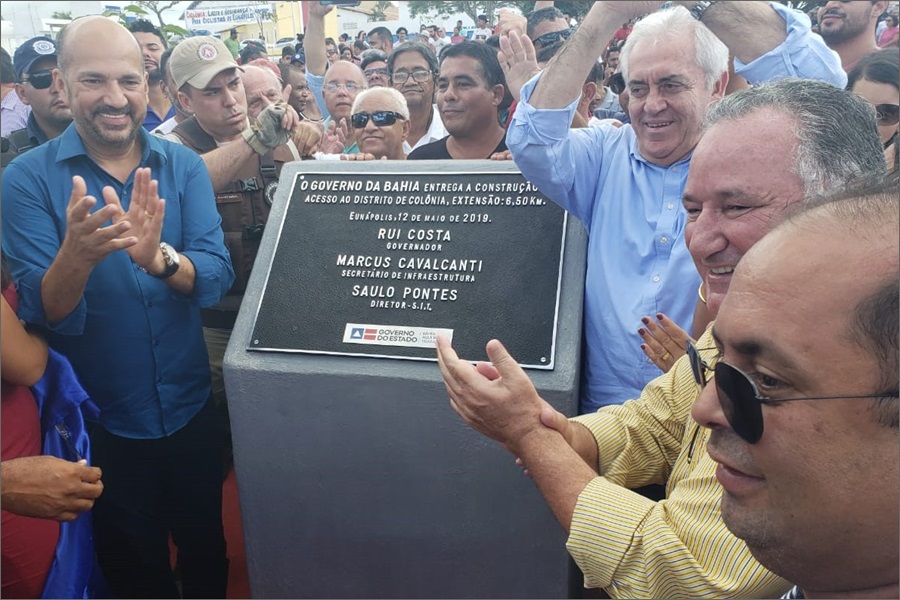 O GOVERNO DA BAHIA ENTREGA A CONSTRUÇÃO
ACESSO AO DISTRITO DE COLÔNIA, EXTENSÃO: 6,50 KM.
EUNÁPOLIS, 12 DE MAIO DE 2019.
RUI COSTA
GOVERNADOR
MARCUS CAVALCANTI
SECRETÁRIO DE INFRAESTRUTURA
SAULO PONTES
DIRETOR-S.I.T.
GOVERNO
DO ESTADO